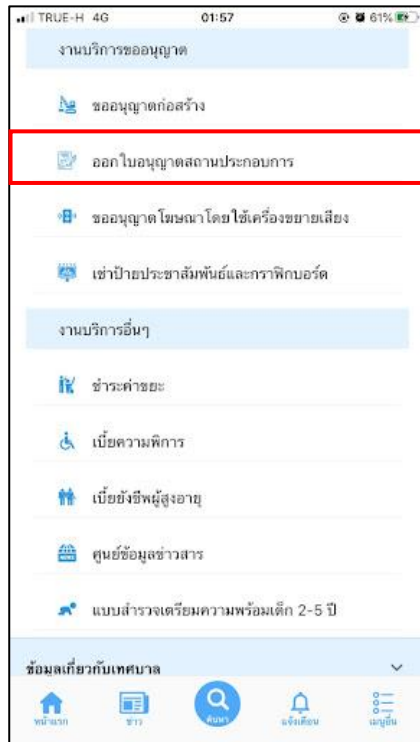 TRUE-H 4G 01:57 61%
งานบริการขออนุญาต
ขออนุญาตก่อสร้าง
ออกใบอนุญาตสถานประกอบการ
ขออนุญาตโฆษณาโดยใช้เครื่องขยายเสียง
เช่าป้ายประชาสัมพันธ์และกราฟิกบอร์ด
งานบริการอื่นๆ
ชำระค่าขยะ
เบี้ยความพิการ
เบี้ยยังชีพผู้สูงอายุ
ศูนย์ข้อมูลข่าวสาร
แบบสำรวจเตรียมความพร้อมเด็ก 2-5 ปี
ข้อมูลเกี่ยวกับเทศบาล
หน้าแรก ข่าว ค้นหา แจ้งเตือน เมนูอื่น